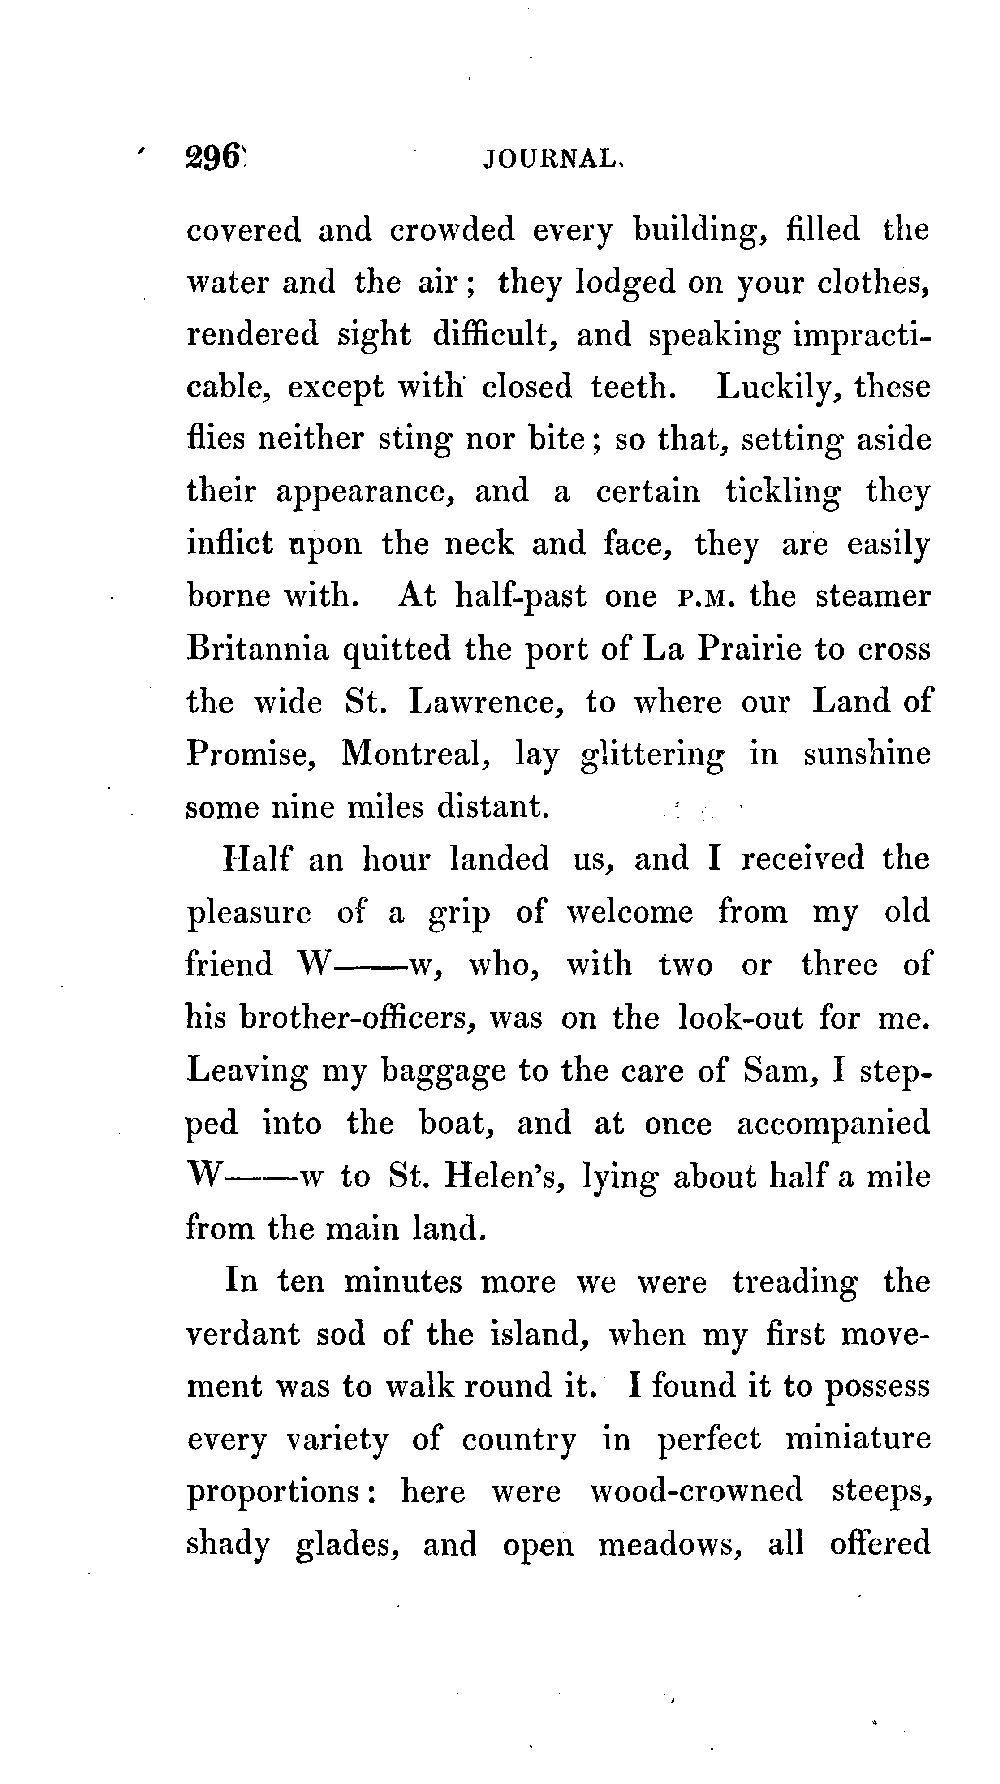 296 JOURNAL.
covered and crowded every building, filled the
water and the air ; they lodged on your clothes,
rendered sight difficult, and speaking impracti-
cable, except with closed teeth. Luckily, these
flies neither sting nor bite ; so that, setting aside
their appearance, and a certain tickling they
inflict upon the neck and face, they are easily
borne with. At half-past one P.M. the steamer
Britannia quitted the port of La Prairie to cross
the wide St. Lawrence, to where our Land of
Promise, Montreal, lay glittering in sunshine
some nine miles distant.
Half an hour landed us, and I received the
pleasure of a grip of welcome from my old
friend W——w, who, with two or three of
his brother-officers, was on the look-out for me.
Leaving my baggage to the care of Sam, I step-
ped into the boat, and at once accompanied
W——w to St. Helen's, lying about half a mile
from the main land.
In ten minutes more we were treading the
verdant sod of the island, when my first move-
ment was to walk round it. I found it to possess
every variety of country in perfect miniature
proportions : here were wood-crowned steeps,
shady glades, and open meadows, all offered